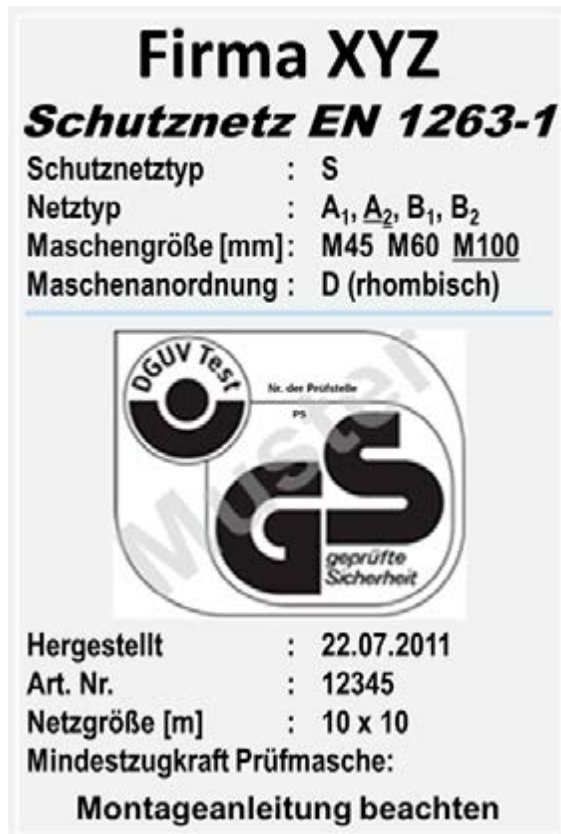 Firma XYZ
Schutznetz EN 1263-1
Schutznetztyp : S
Netztyp : A₁, A₂, B₁, B₂
Maschengröße [mm] : M45 M60 M100
Maschenanordnung : D (rhombisch)
DGUV Test
Nr. der Prüfstelle
PS
Muster
GS
geprüfte
Sicherheit
Hergestellt : 22.07.2011
Art. Nr. : 12345
Netzgröße [m] : 10 x 10
Mindestzugkraft Prüfmasche:
Montageanleitung beachten